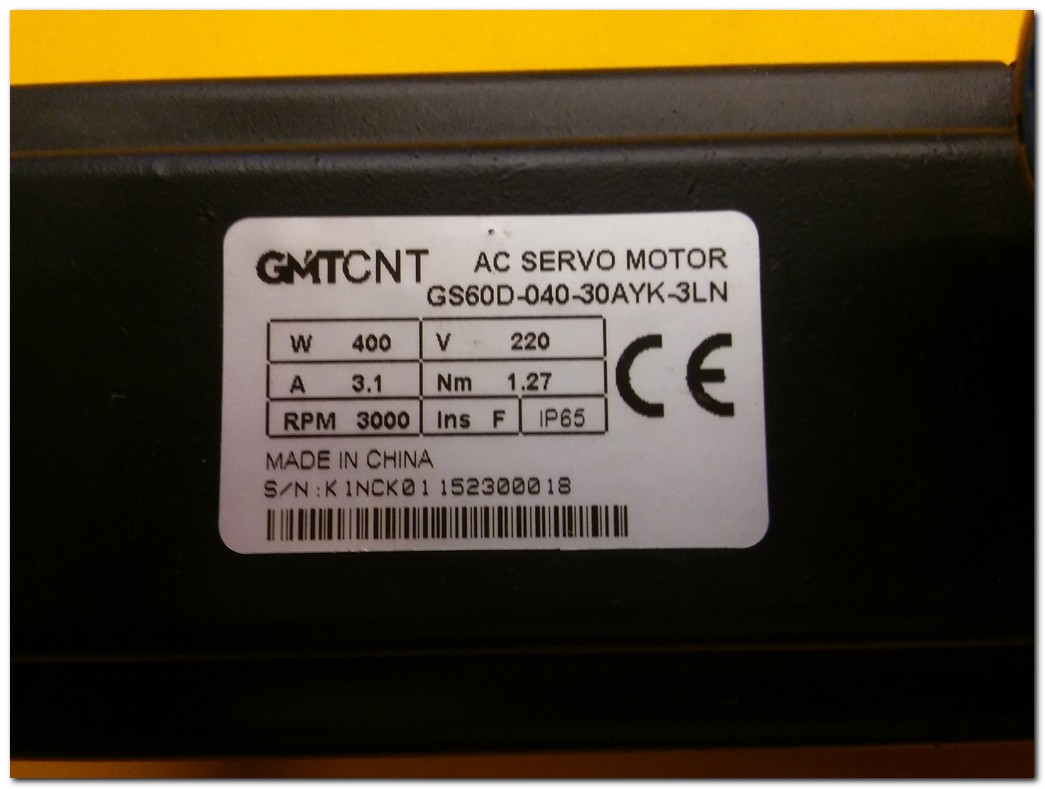 GMTCNT AC SERVO MOTOR
GS60D-040-30AYK-3LN
W 400 V 220
A 3.1 Nm 1.27
RPM 3000 Ins F IP65
CE
MADE IN CHINA
S/N:K1NCK01152300018